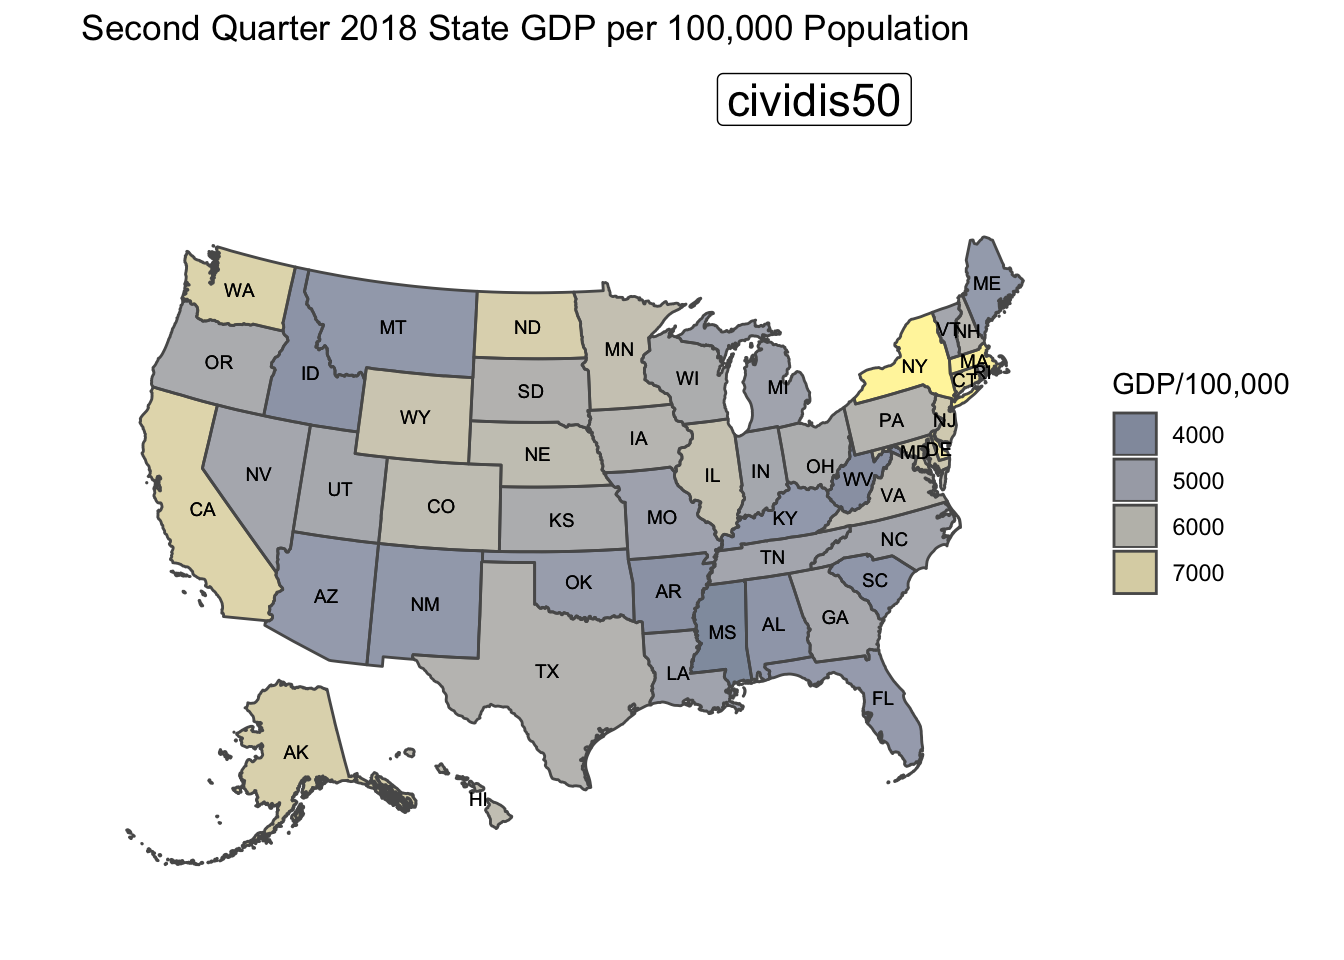 Second Quarter 2018 State GDP per 100,000 Population
cividis50
WA
MT
ND
MN
ME
VT
NH
OR
ID
SD
WI
MI
NY
MA
CT
RI
WY
NE
IA
PA
NJ
NV
UT
CO
IL
IN
OH
MD
DE
CA
KS
MO
KY
WV
VA
AZ
NM
OK
AR
TN
NC
MS
AL
GA
SC
TX
LA
FL
AK
HI
GDP/100,000
4000
5000
6000
7000